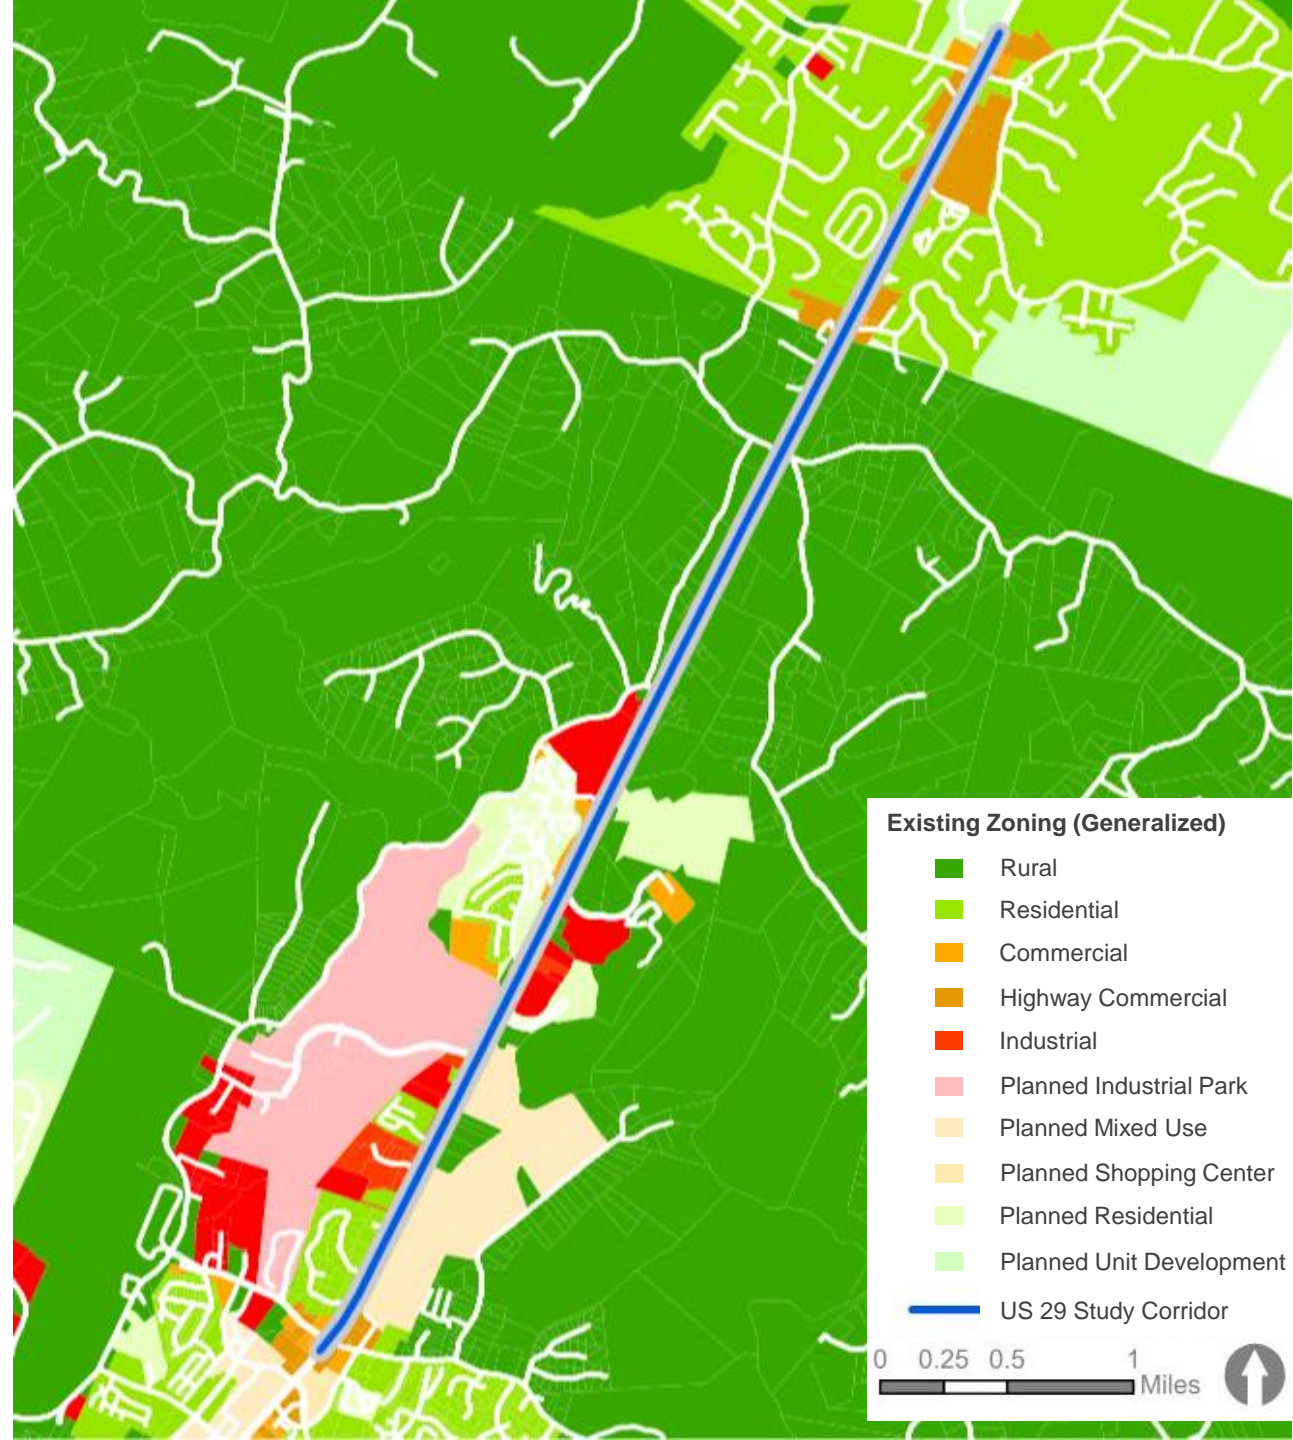 Existing Zoning (Generalized)
Rural
Residential
Commercial
Highway Commercial
Industrial
Planned Industrial Park
Planned Mixed Use
Planned Shopping Center
Planned Residential
Planned Unit Development
US 29 Study Corridor
0 0.25 0.5 1
Miles